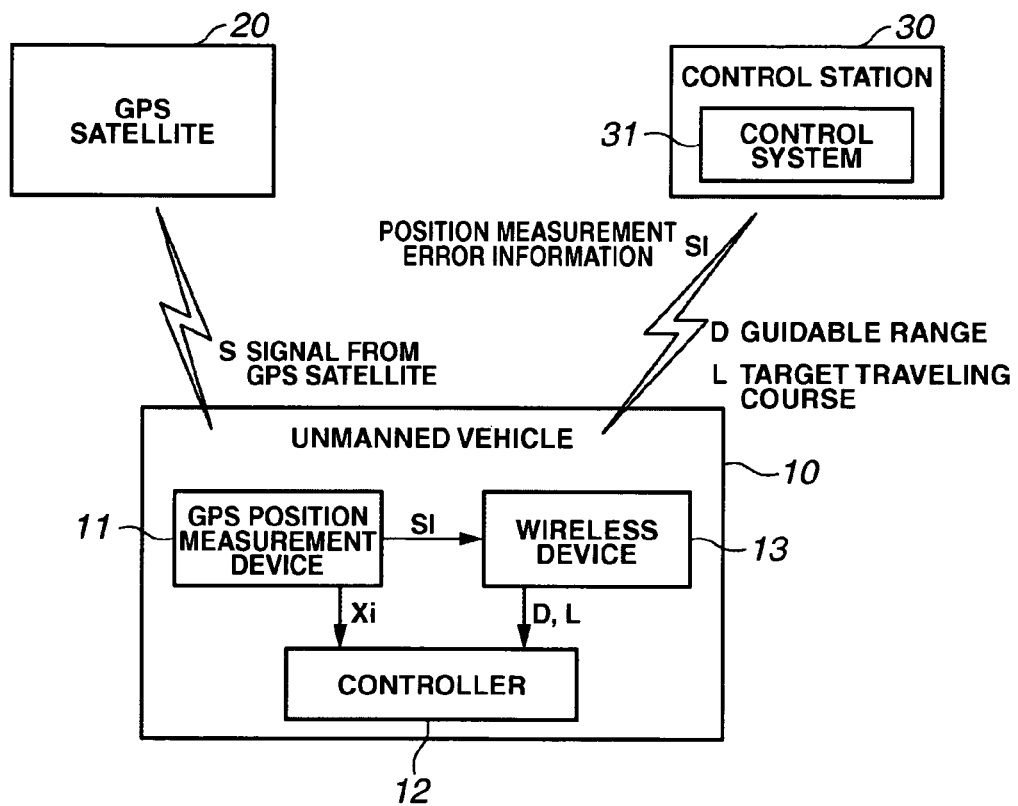 20
30
GPS
SATELLITE
CONTROL STATION
31
CONTROL
SYSTEM
POSITION MEASUREMENT
ERROR INFORMATION
SI
S SIGNAL FROM
GPS SATELLITE
D GUIDABLE RANGE
L TARGET TRAVELING
COURSE
UNMANNED VEHICLE
10
11
GPS POSITION
MEASUREMENT
DEVICE
SI
WIRELESS
DEVICE
13
Xi
D, L
CONTROLLER
12